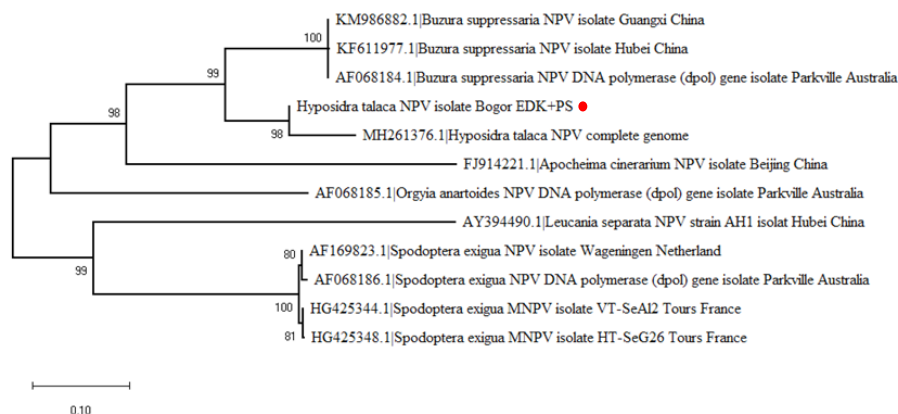 KM986882.1|Buzura suppressaria NPV isolate Guangxi China
100
KF611977.1|Buzura suppressaria NPV isolate Hubei China
99
AF068184.1|Buzura suppressaria NPV DNA polymerase (dpol) gene isolate Parkville Australia
98
Hyposidra talaca NPV isolate Bogor EDK+PS
98
MH261376.1|Hyposidra talaca NPV complete genome
FJ914221.1|Apocheima cinerarium NPV isolate Beijing China
AF068185.1|Orgyia anartoides NPV DNA polymerase (dpol) gene isolate Parkville Australia
AY394490.1|Leucania separata NPV strain AH1 isolat Hubei China
80
AF169823.1|Spodoptera exigua NPV isolate Wageningen Netherland
99
AF068186.1|Spodoptera exigua NPV DNA polymerase (dpol) gene isolate Parkville Australia
100
HG425344.1|Spodoptera exigua MNPV isolate VT-SeAl2 Tours France
81
HG425348.1|Spodoptera exigua MNPV isolate HT-SeG26 Tours France
0.10